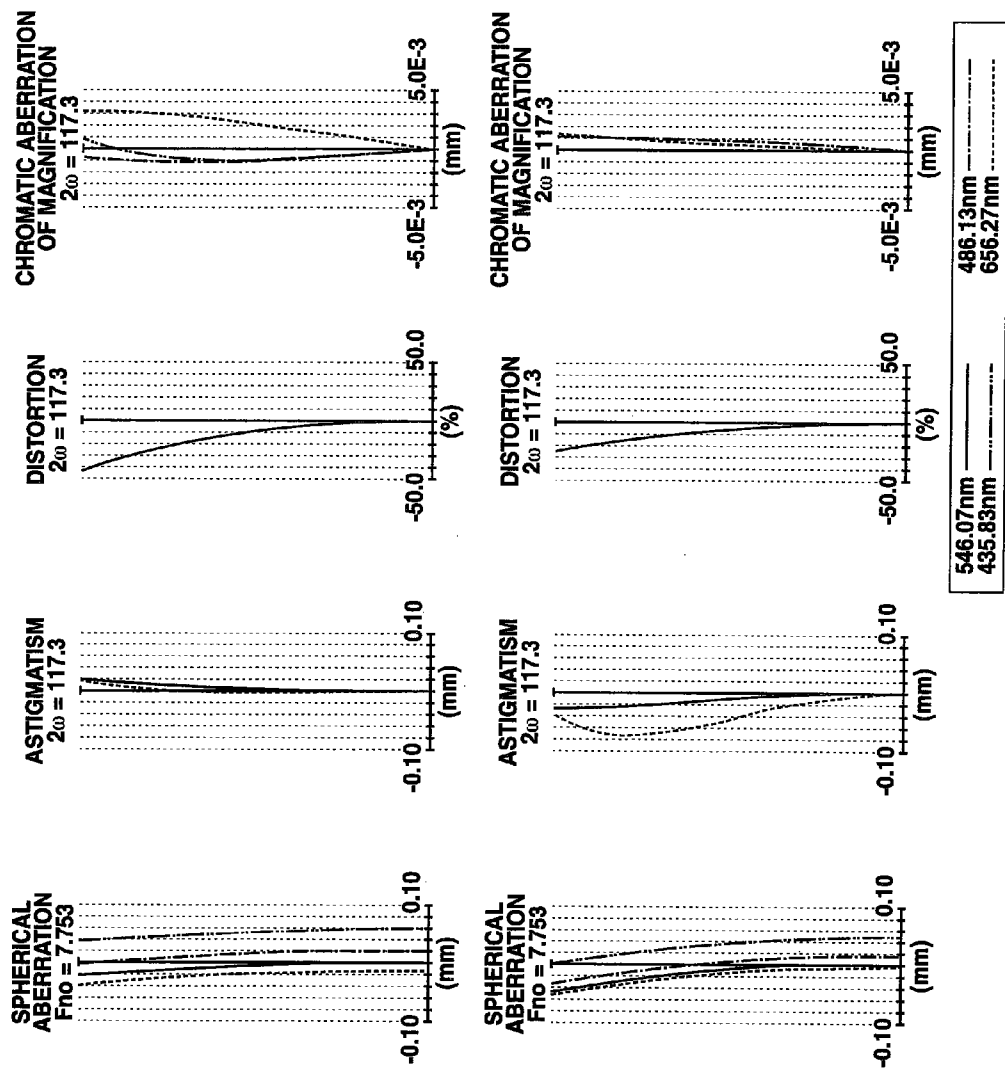 SPHERICAL
ABERRATION
Fno = 7.753
-0.10
0.10
(mm)
ASTIGMATISM
2ω = 117.3
-0.10
0.10
(mm)
DISTORTION
2ω = 117.3
-50.0
50.0
(%)
CHROMATIC ABERRATION
OF MAGNIFICATION
2ω = 117.3
-5.0E-3
5.0E-3
(mm)
SPHERICAL
ABERRATION
Fno = 7.753
-0.10
0.10
(mm)
ASTIGMATISM
2ω = 117.3
-0.10
0.10
(mm)
DISTORTION
2ω = 117.3
-50.0
50.0
(%)
CHROMATIC ABERRATION
OF MAGNIFICATION
2ω = 117.3
-5.0E-3
5.0E-3
(mm)
546.07nm
435.83nm
486.13nm
656.27nm